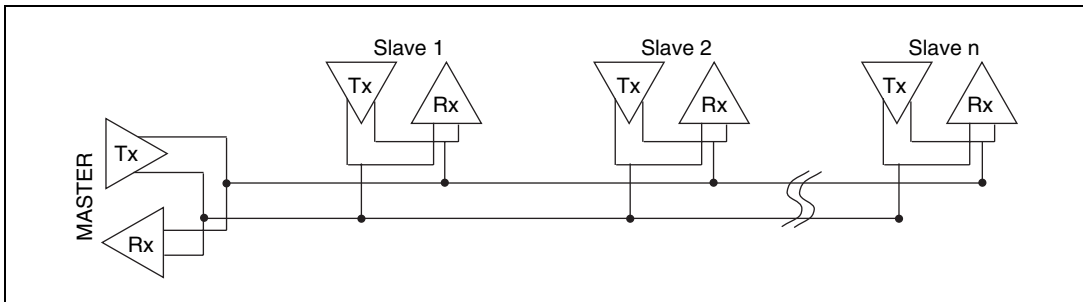 Slave 1
Slave 2
Slave n
Tx
Rx
Tx
Rx
Tx
Rx
MASTER
Tx
Rx